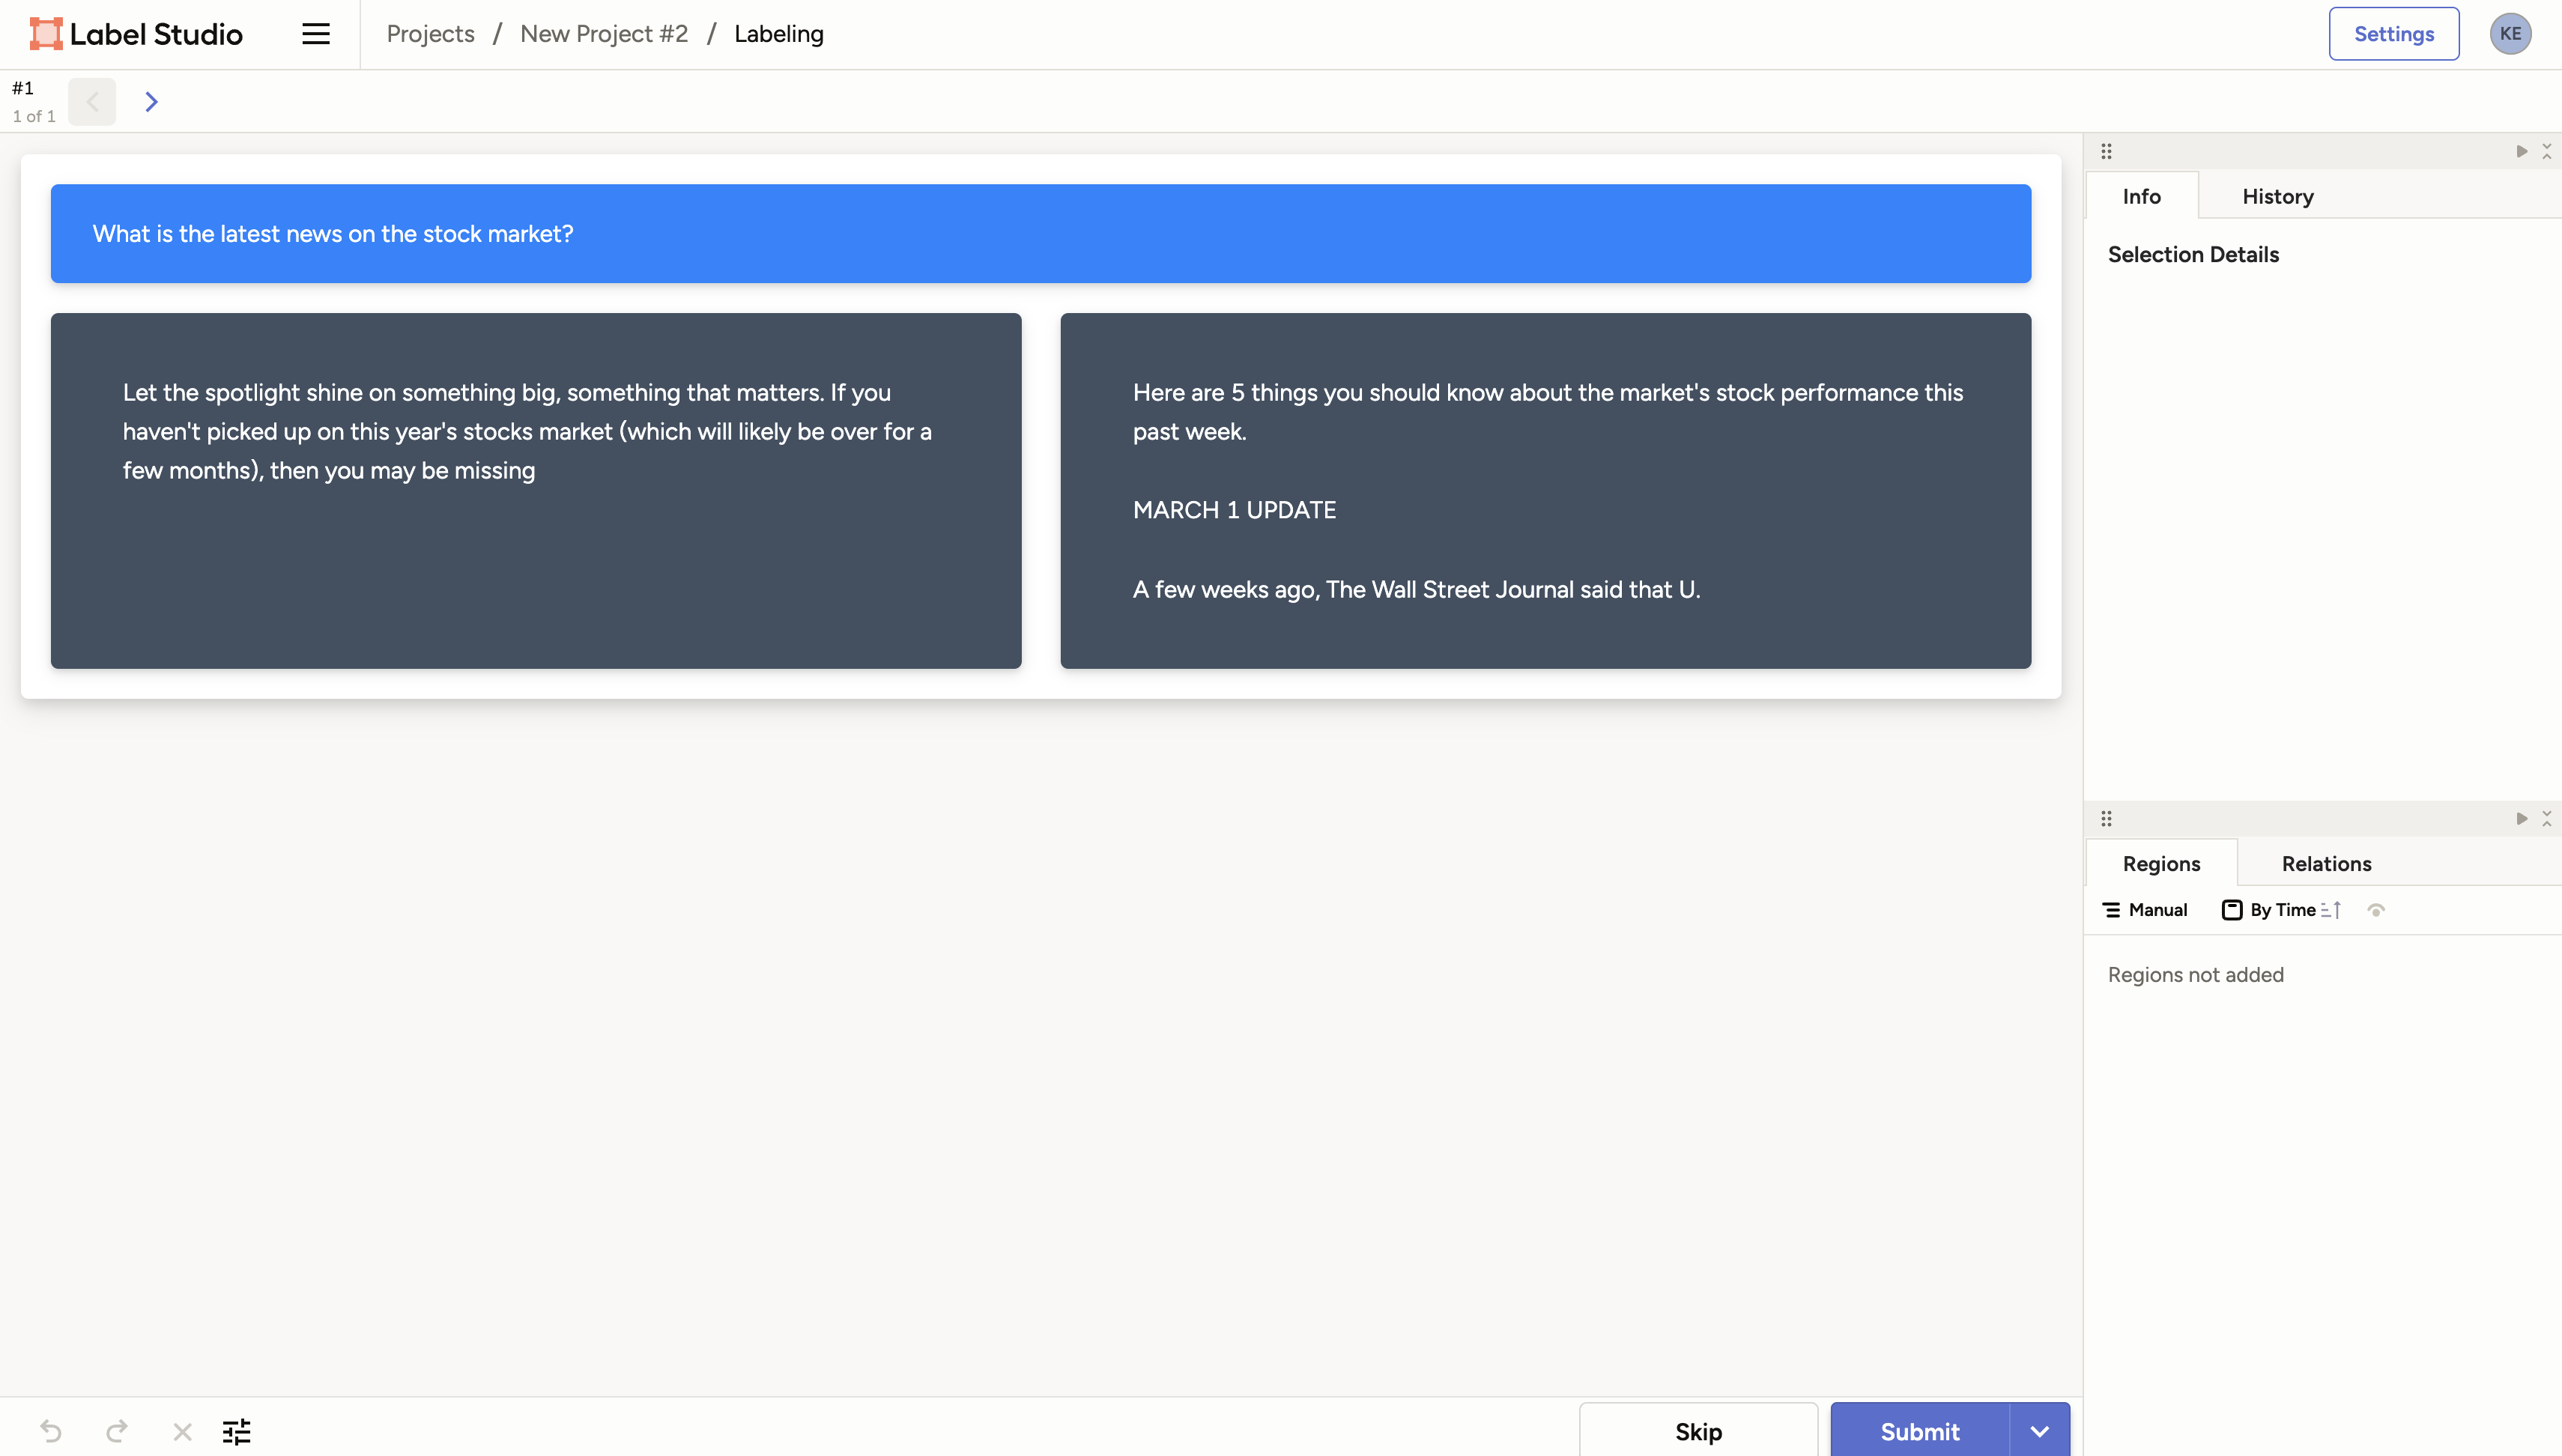 Label Studio
Projects / New Project #2 / Labeling
Settings
KE
#1
1 of 1
What is the latest news on the stock market?
Let the spotlight shine on something big, something that matters. If you
haven't picked up on this year's stocks market (which will likely be over for a
few months), then you may be missing
Here are 5 things you should know about the market's stock performance this
past week.
MARCH 1 UPDATE
A few weeks ago, The Wall Street Journal said that U.
Info
History
Selection Details
Regions
Relations
Manual
By Time
Regions not added
Skip
Submit